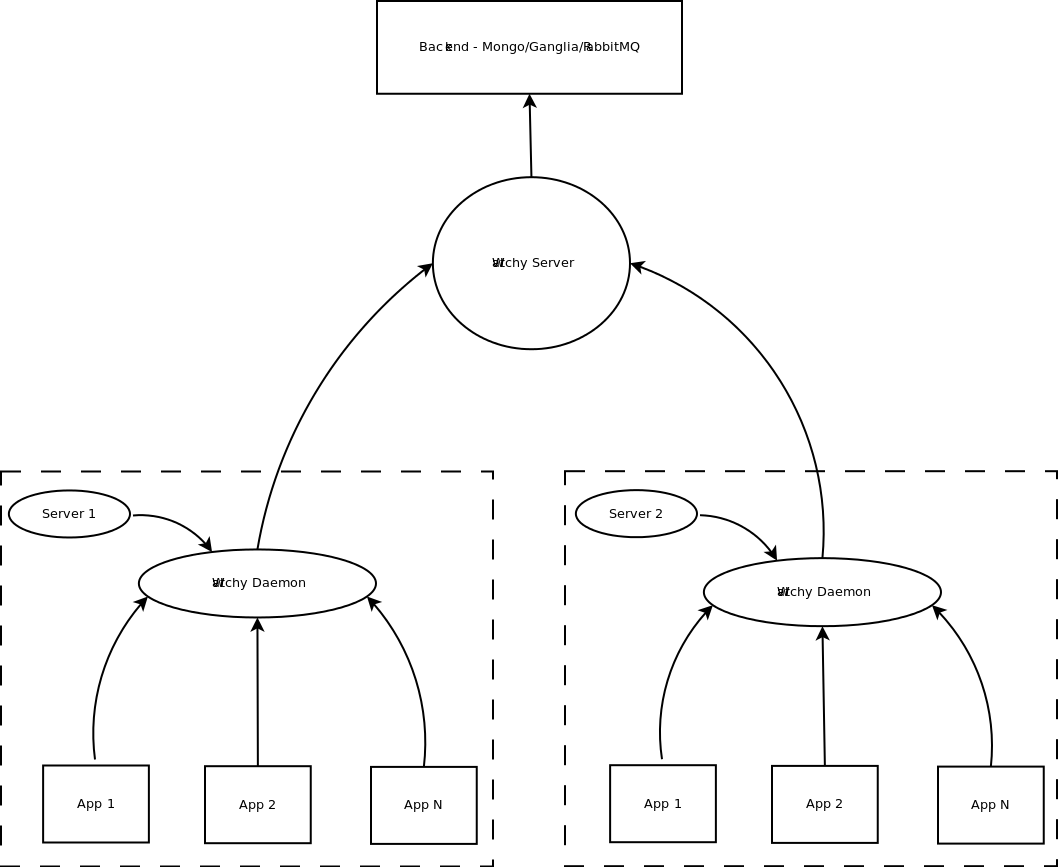 Backend - Mongo/Ganglia/RabbitMQ
Watchy Server
Server 1
Server 2
Watchy Daemon
Watchy Daemon
App 1
App 2
App N
App 1
App 2
App N